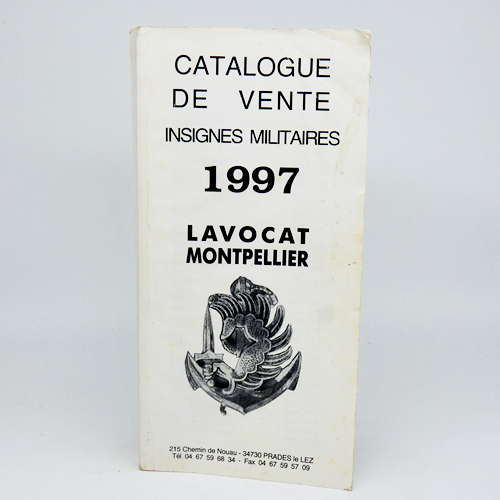 CATALOGUE
DE VENTE
INSIGNES MILITAIRES
1997
LAVOCAT
MONTPELLIER
215 Chemin de Nouau - 34730 PRADES le LEZ
Tél 04 67 59 68 34 - Fax 04 67 59 57 09